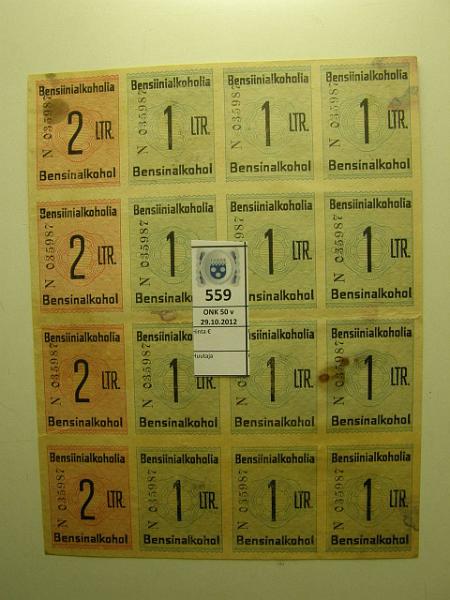 Bensiinialkoholia Bensiinialkoholia Bensiinialkoholia Bensiinialkoholia
N 035987 2 LTR. N 035987 1 LTR. N 035987 1 LTR. N 035987 1 LTR.
Bensinalkohol Bensinalkohol Bensinalkohol Bensinalkohol
Bensiinialkoholia Bensiinialkoholia Bensiinialkoholia Bensiinialkoholia
N 035987 2 LTR. N 035987 1 1 LTR. N 035987 1 LTR.
Bensinalkohol Bensinalkohol Bensinalkohol Bensinalkohol
559
ONK 50 v
29.10.2012
Hinta €
Huutaja
Bensiinialkoholia Bensiinialkoholia Bensiinialkoholia Bensiinialkoholia
N 035987 2 LTR. N 035987 1 1 LTR. N 035987 1 LTR.
Bensinalkohol Bensinalkohol Bensinalkohol Bensinalkohol
Bensiinialkoholia Bensiinialkoholia Bensiinialkoholia Bensiinialkoholia
N 035987 2 LTR. N 035987 1 LTR. N 035987 1 LTR. N 035987 1 LTR.
Bensinalkohol Bensinalkohol Bensinalkohol Bensinalkohol